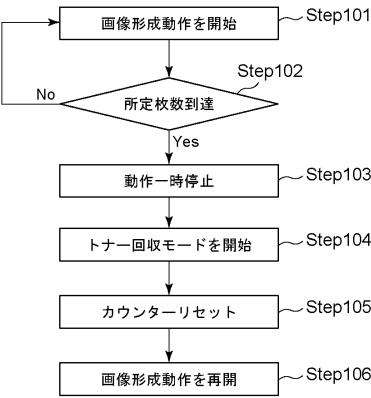 画像形成動作を開始
Step101
Step102
所定枚数到達
No
Yes
動作一時停止
Step103
トナー回収モードを開始
Step104
カウンターリセット
Step105
画像形成動作を再開
Step106